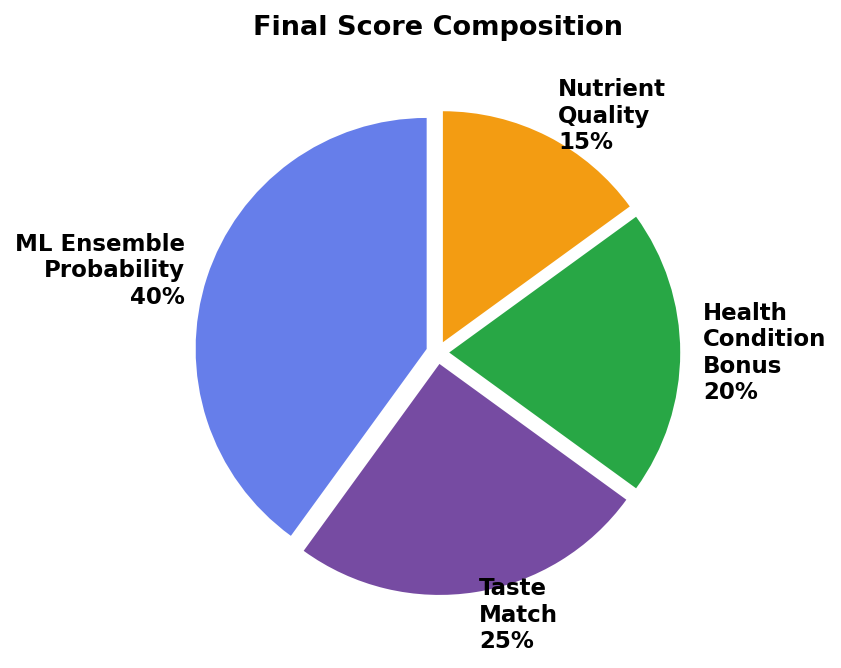 Final Score Composition
Nutrient
Quality
15%
ML Ensemble
Probability
40%
Health
Condition
Bonus
20%
Taste
Match
25%